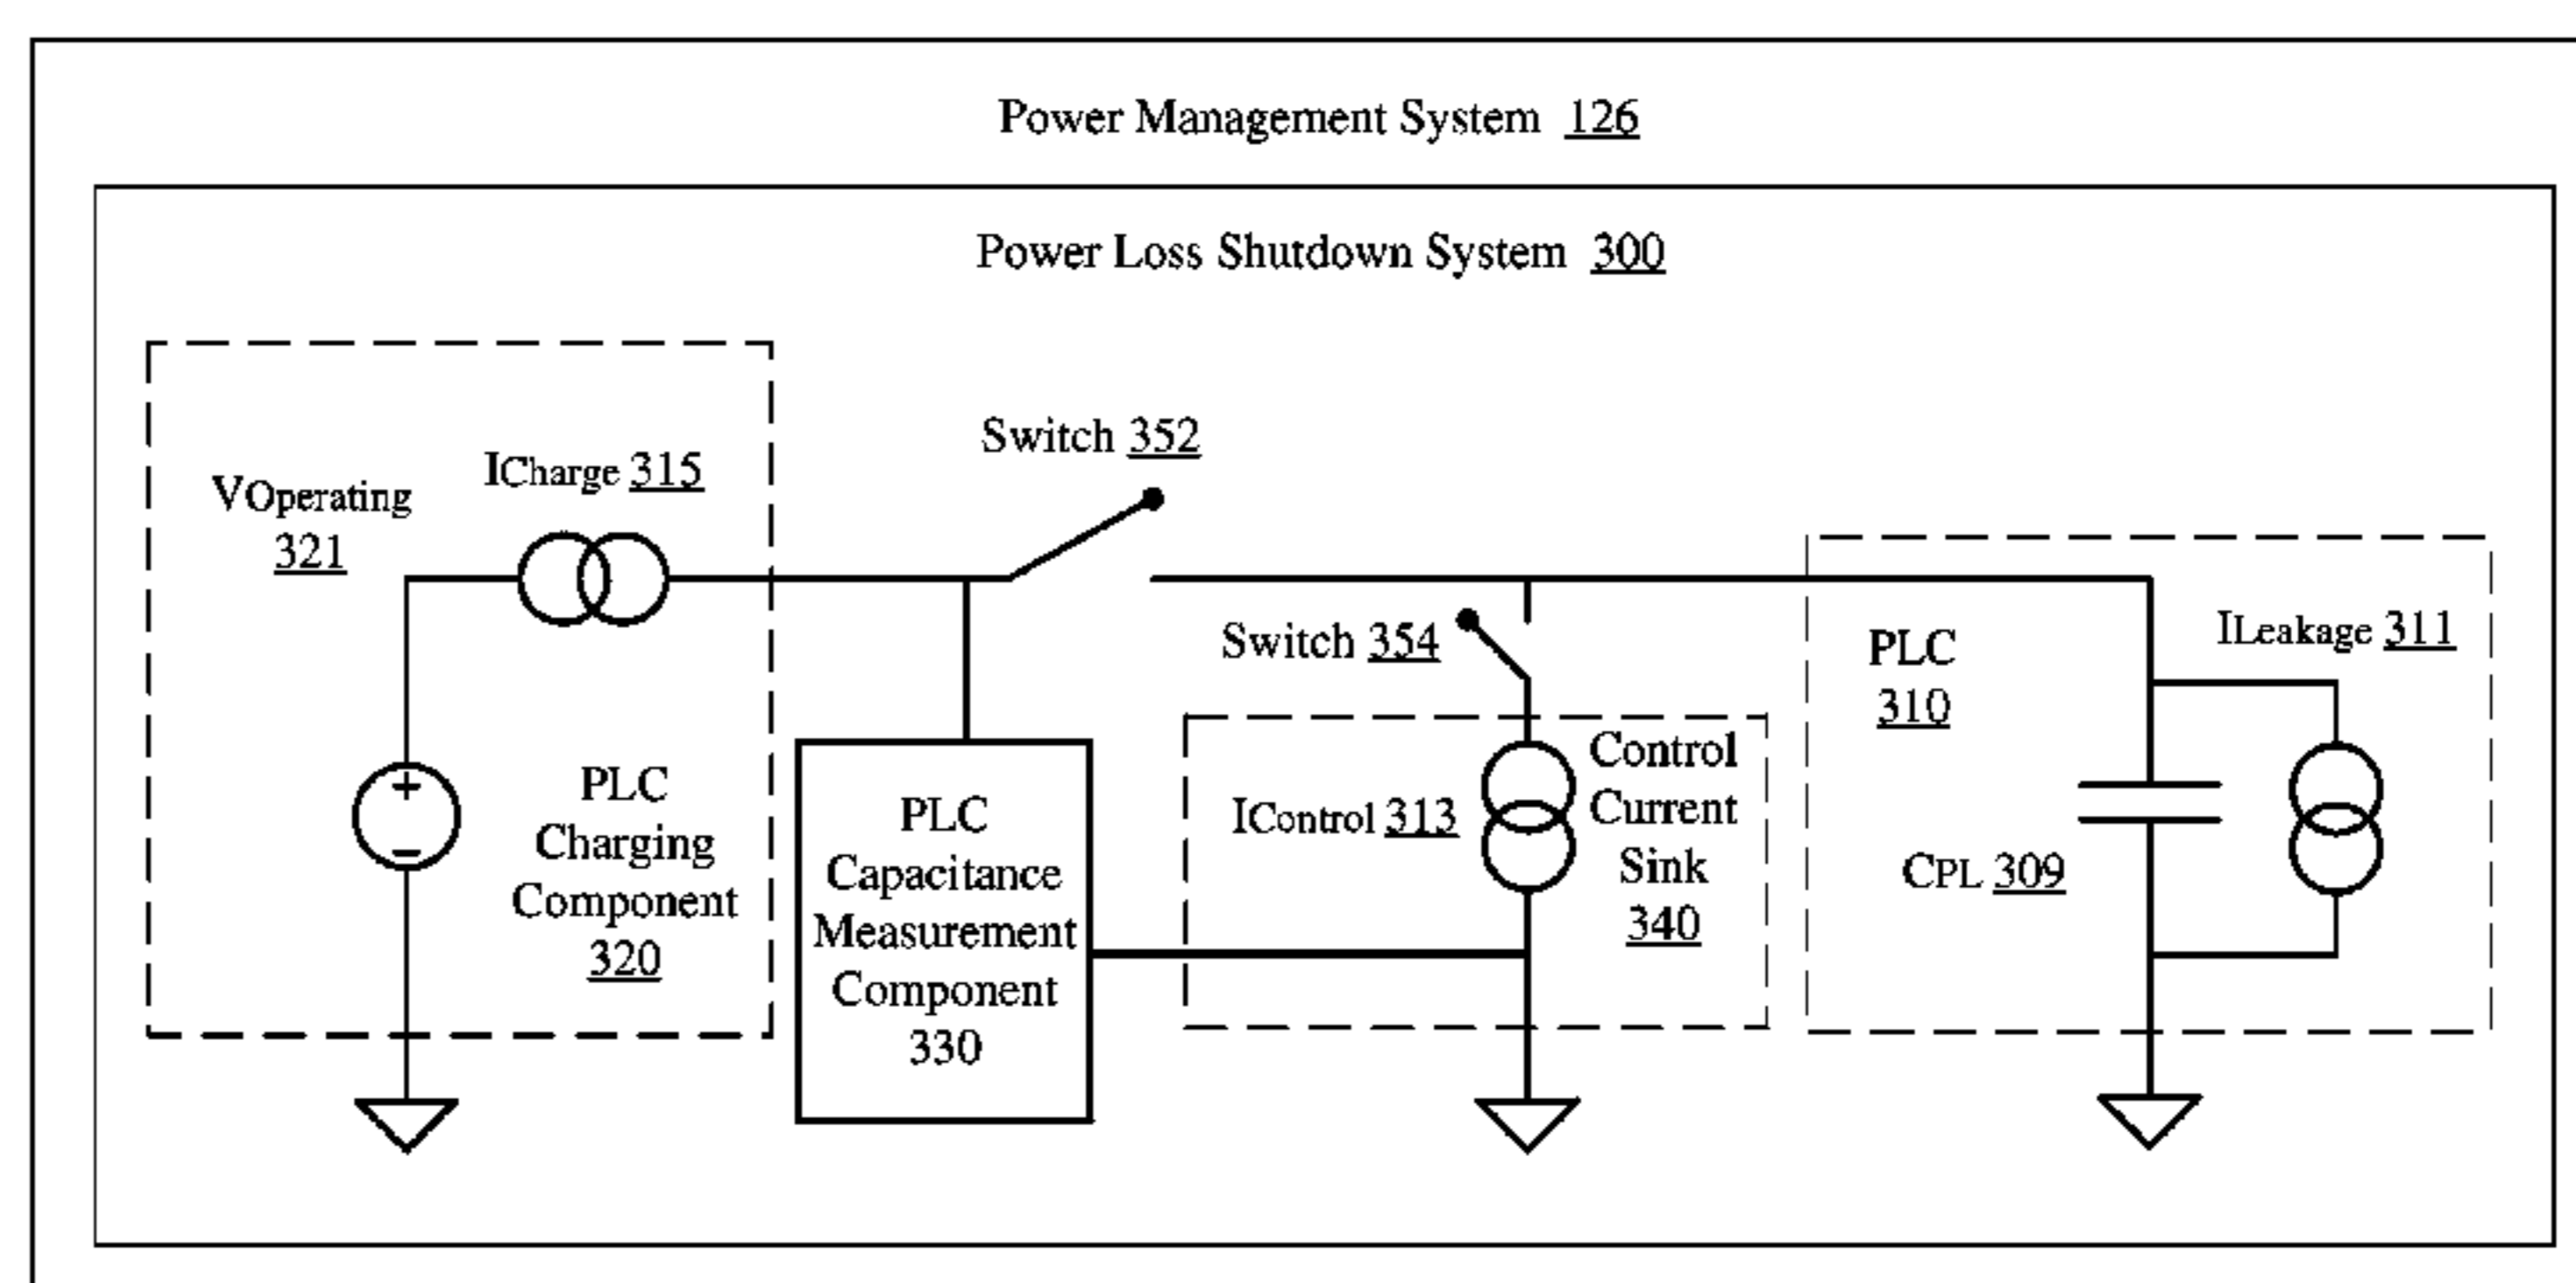 Power Management System 126
Power Loss Shutdown System 300
Switch 352
ICharge 315
VOperating
321
Switch 354
PLC
310
ILeakage 311
PLC
Charging
Component
320
PLC
Capacitance
Measurement
Component
330
IControl 313
Control
Current
Sink
340
CPL 309
+
−